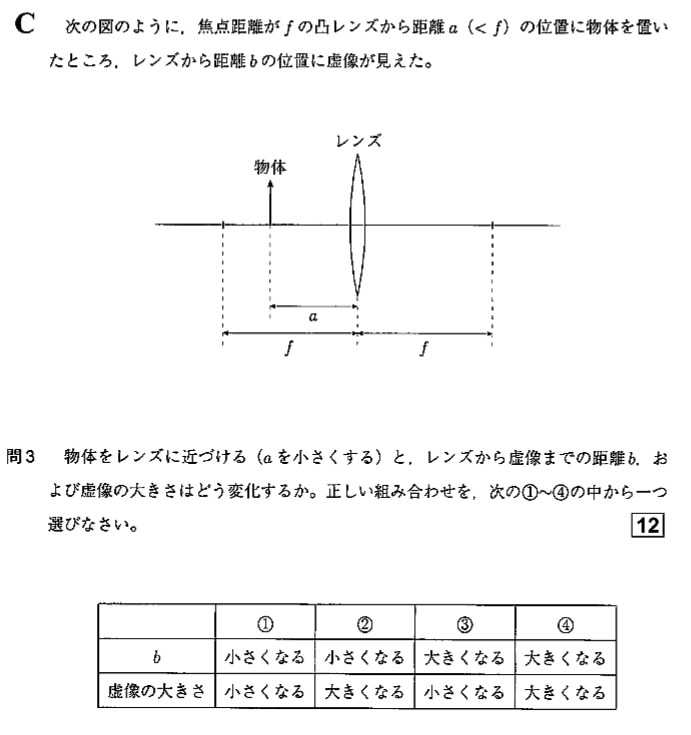 C 次の図のように，焦点距離が f の凸レンズから距離 a（< f）の位置に物体を置い
たところ，レンズから距離 b の位置に虚像が見えた。
レンズ
物体
a
f f
問3 物体をレンズに近づける（a を小さくする）と，レンズから虚像までの距離 b，お
よび虚像の大きさはどう変化するか。正しい組み合わせを，次の①～④の中から一つ
選びなさい。 12
① ② ③ ④
b 小さくなる 小さくなる 大きくなる 大きくなる
虚像の大きさ 小さくなる 大きくなる 小さくなる 大きくなる